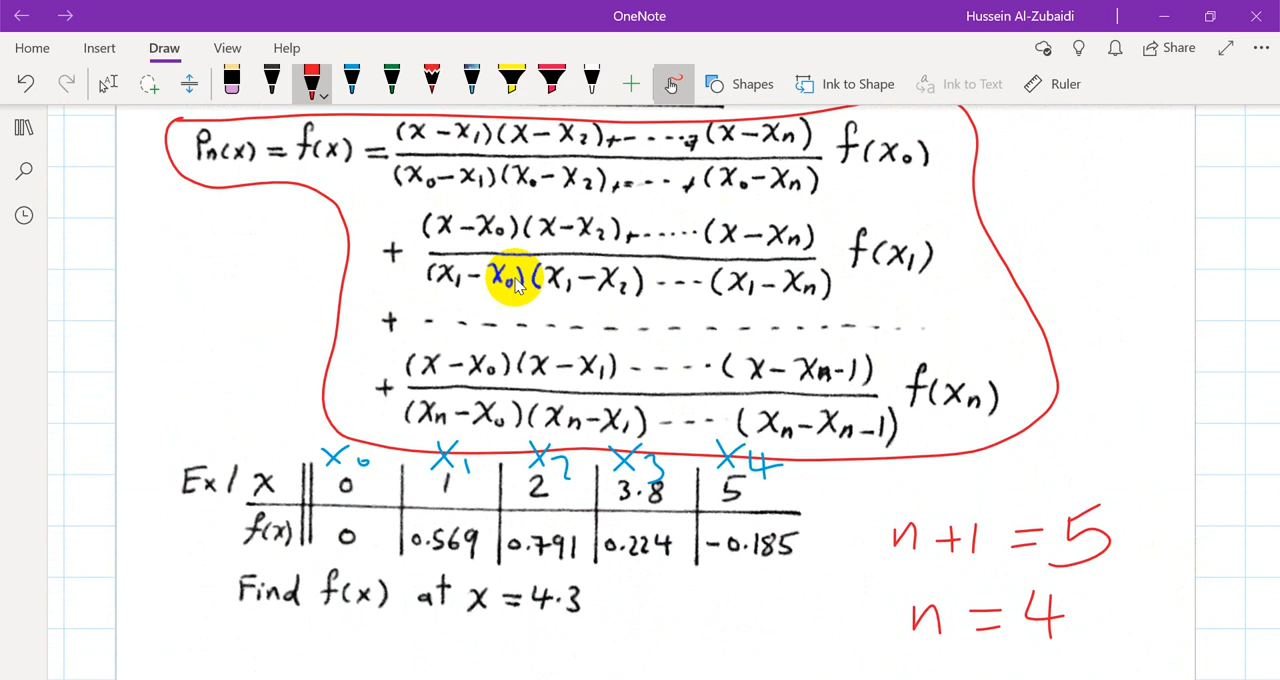 OneNote
Hussein Al-Zubaidi
Home Insert Draw View Help
Share
Shapes Ink to Shape Ink to Text Ruler
Pn(x) = f(x) = (x-x₁)(x-x₂)+.....+(x-xn) / (x₀-x₁)(x₀-x₂)+...+(x₀-xn) f(x₀)
+ (x-x₀)(x-x₂)+......(x-xn) / (x₁-x₀)(x₁-x₂)---(x₁-xn) f(x₁)
+ - - - - - - - - - - - - - - - -
+ (x-x₀)(x-x₁)-----(x-xn-1) / (xn-x₀)(xn-x₁)---(xn-xn-1) f(xn)
x₀ x₁ x₂ x₃ x₄
Ex/ x 0 1 2 3.8 5
f(x) 0 0.569 0.791 0.224 -0.185
n+1 = 5
Find f(x) at x = 4.3
n = 4